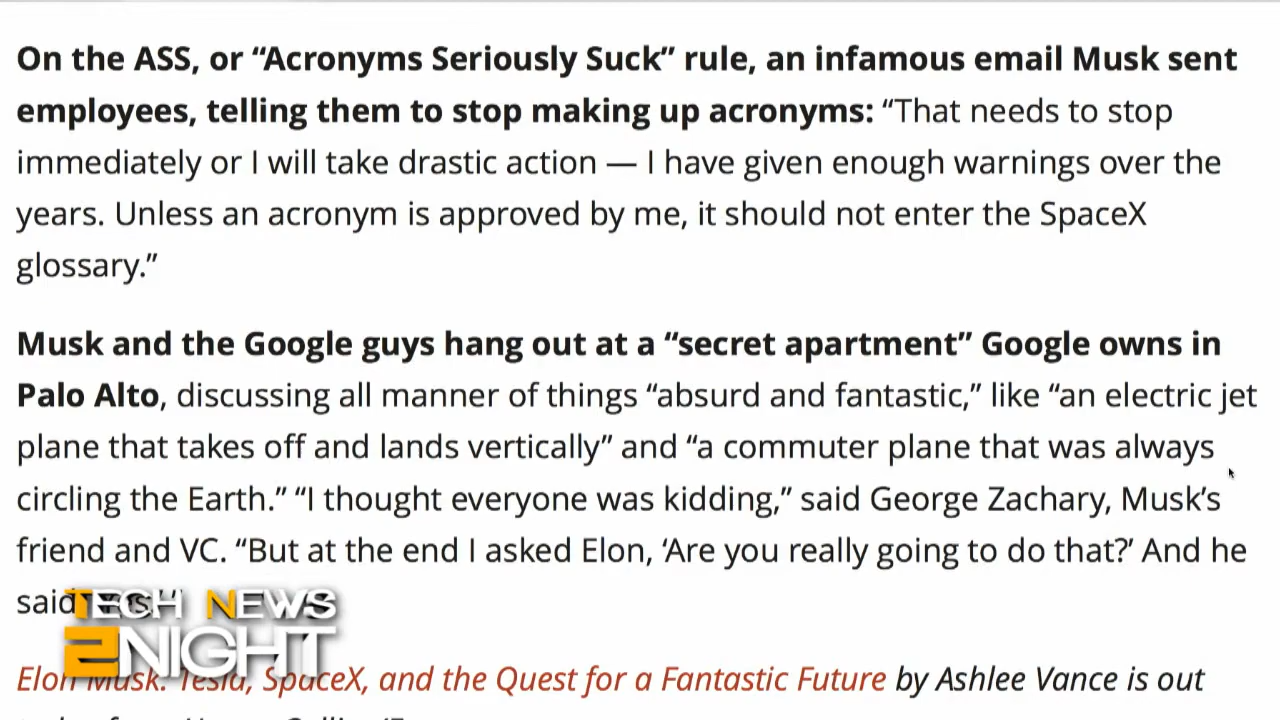 On the ASS, or “Acronyms Seriously Suck” rule, an infamous email Musk sent
employees, telling them to stop making up acronyms: “That needs to stop
immediately or I will take drastic action — I have given enough warnings over the
years. Unless an acronym is approved by me, it should not enter the SpaceX
glossary.”
Musk and the Google guys hang out at a “secret apartment” Google owns in
Palo Alto, discussing all manner of things “absurd and fantastic,” like “an electric jet
plane that takes off and lands vertically” and “a commuter plane that was always
circling the Earth.” “I thought everyone was kidding,” said George Zachary, Musk’s
friend and VC. “But at the end I asked Elon, ‘Are you really going to do that?’ And he
said
TECH NEWS
2NIGHT
Elon Musk: Tesla, SpaceX, and the Quest for a Fantastic Future by Ashlee Vance is out